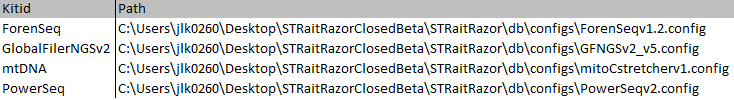 Kitid Path
ForenSeq C:\Users\jlk0260\Desktop\STRaitRazorClosedBeta\STRaitRazor\db\configs\ForenSeqv1.2.config
GlobalFilerNGSv2 C:\Users\jlk0260\Desktop\STRaitRazorClosedBeta\STRaitRazor\db\configs\GFNGSv2_v5.config
mtDNA C:\Users\jlk0260\Desktop\STRaitRazorClosedBeta\STRaitRazor\db\configs\mitoCstretcherv1.config
PowerSeq C:\Users\jlk0260\Desktop\STRaitRazorClosedBeta\STRaitRazor\db\configs\PowerSeqv2.config